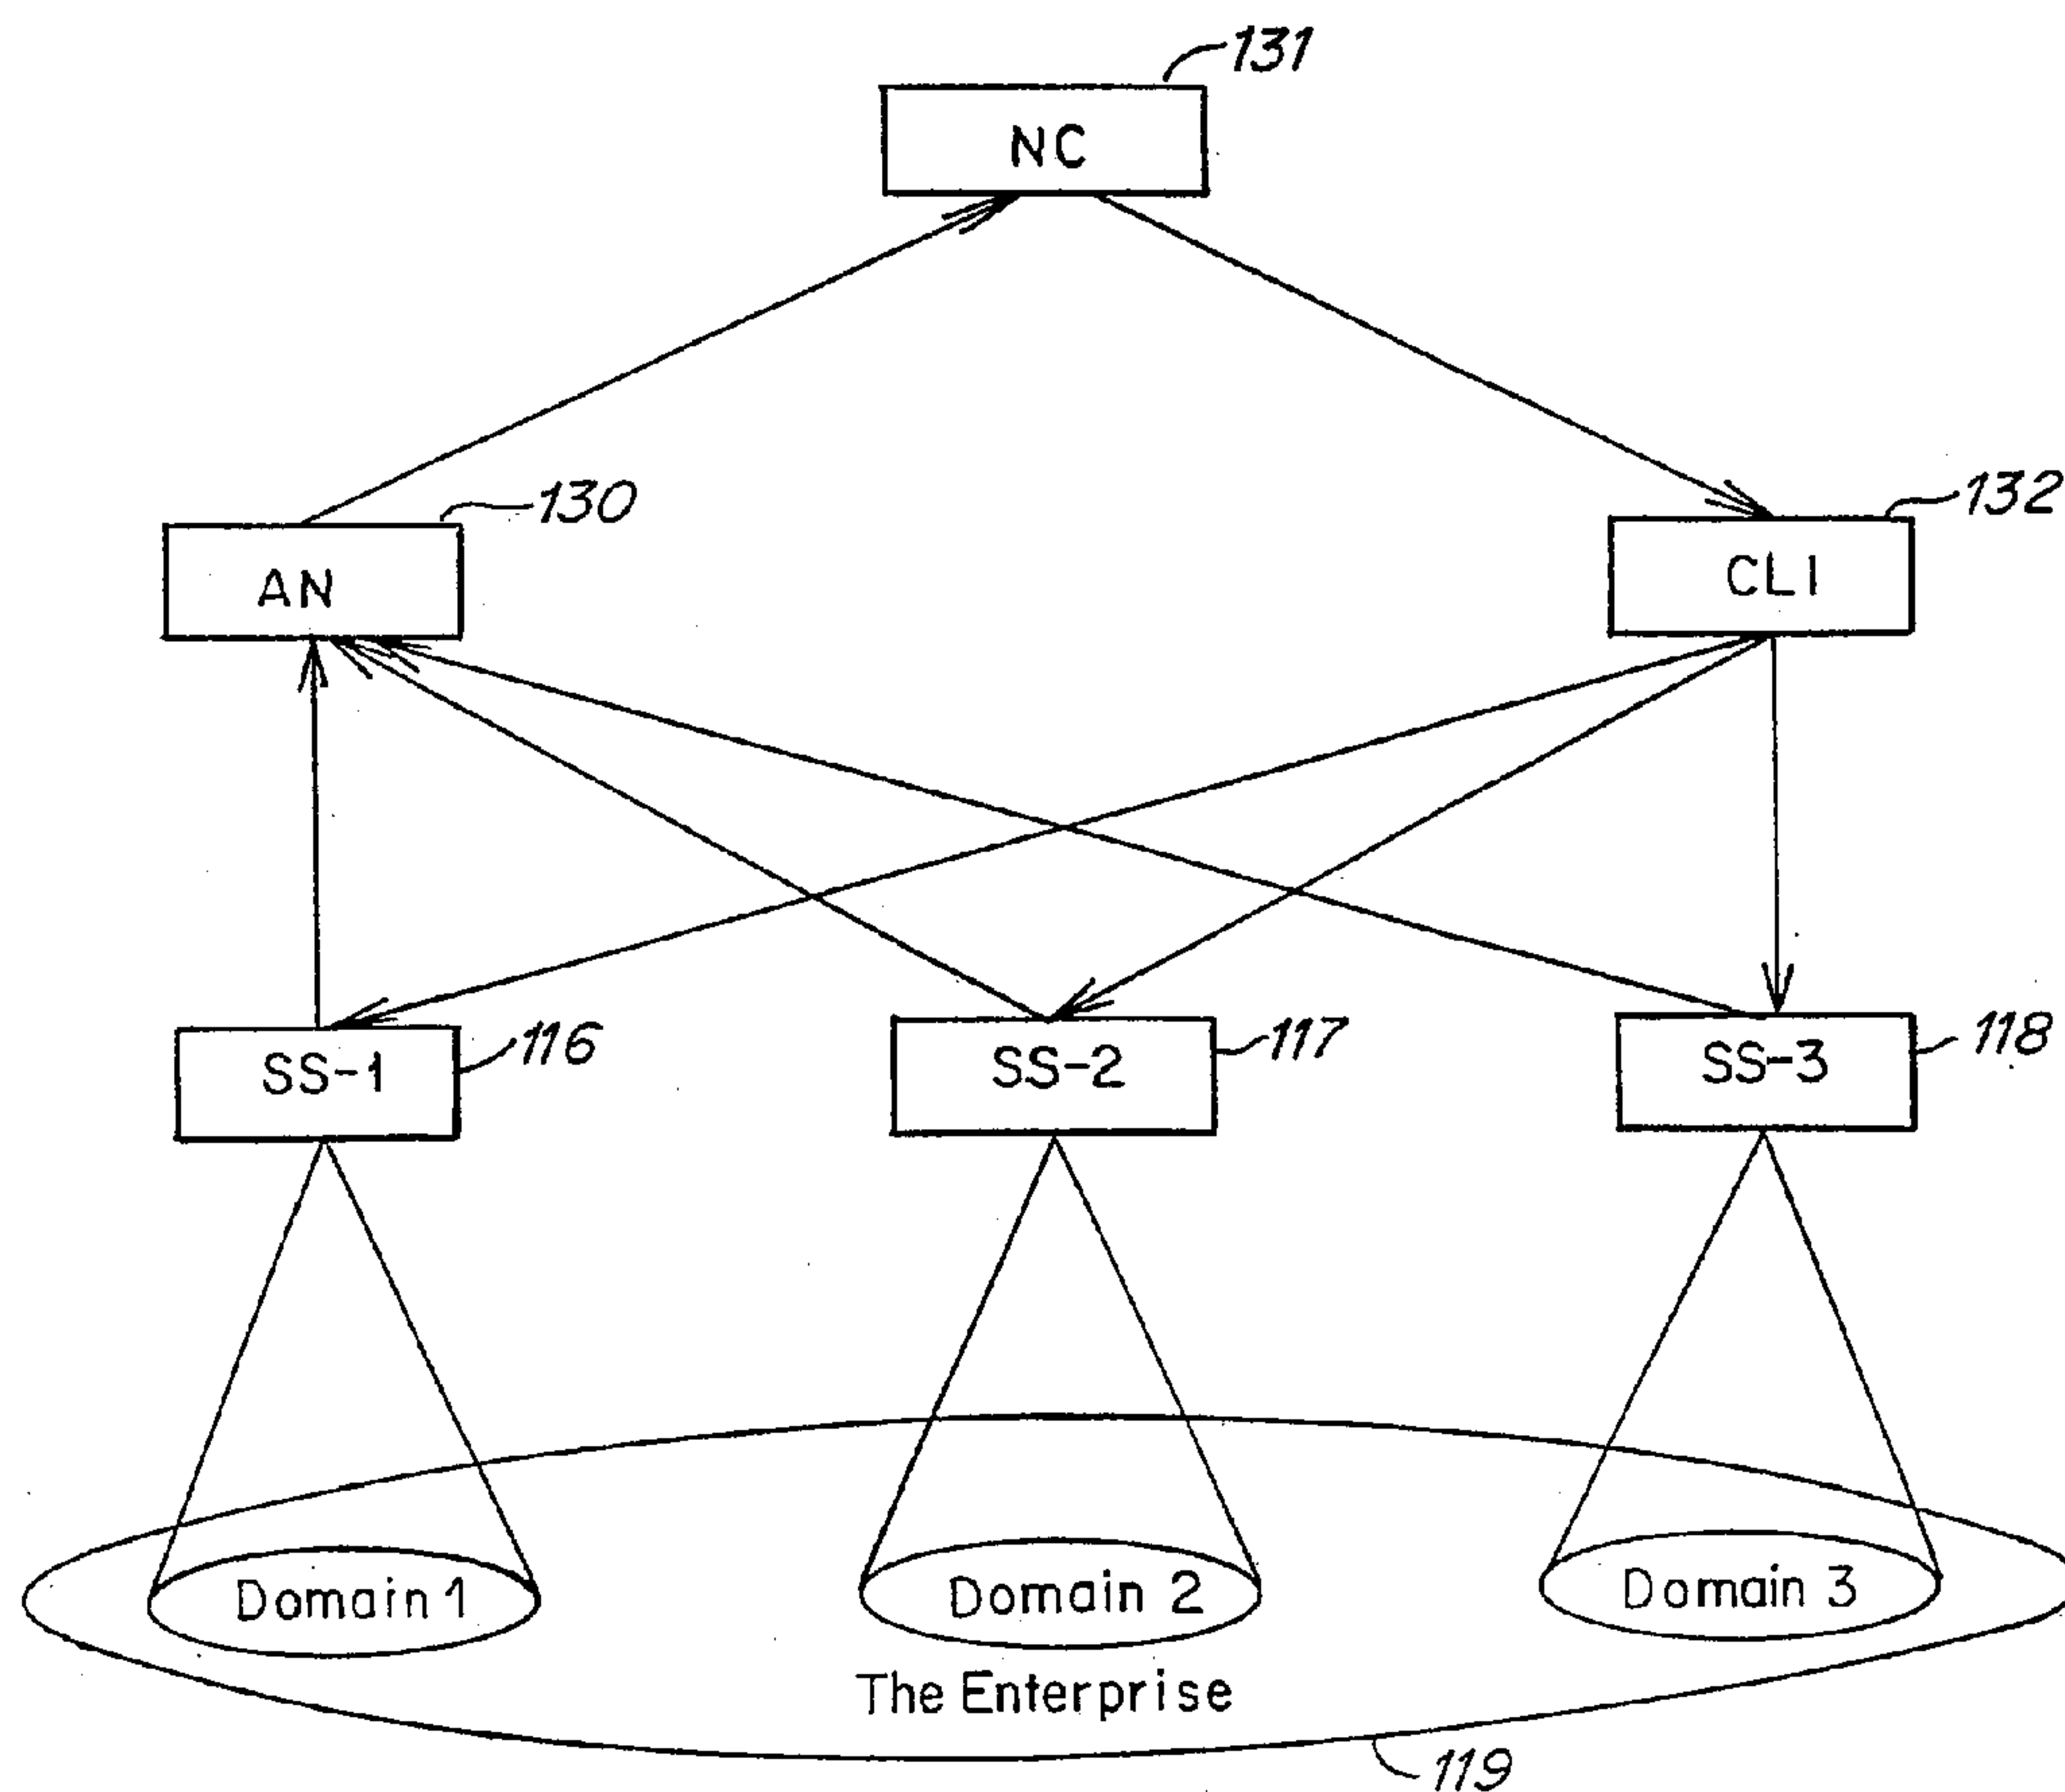 131
NC
130
132
AN
CLI
SS-1
116
SS-2
117
SS-3
118
Domain 1
Domain 2
Domain 3
The Enterprise
119